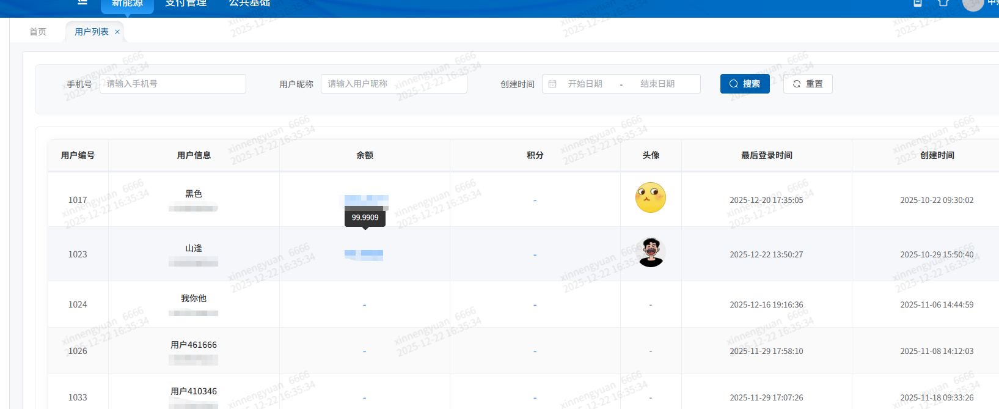 新能源 支付管理 公共基础
首页 用户列表 ×
手机号 请输入手机号 用户昵称 请输入用户昵称 创建时间 开始日期 - 结束日期 搜索 重置
用户编号 用户信息 余额 积分 头像 最后登录时间 创建时间
1017 黑色 - 2025-12-20 17:35:05 2025-10-22 09:30:02
99.9909
1023 山逢 - 2025-12-22 13:50:27 2025-10-29 15:50:40
1024 我你他 - - - 2025-12-16 19:16:36 2025-11-06 14:44:59
1026 用户461666 - - - 2025-11-29 17:58:10 2025-11-08 14:12:03
1033 用户410346 - - - 2025-11-29 17:07:26 2025-11-18 09:33:26
xinnengyuan 6666
2025-12-22 16:35:34